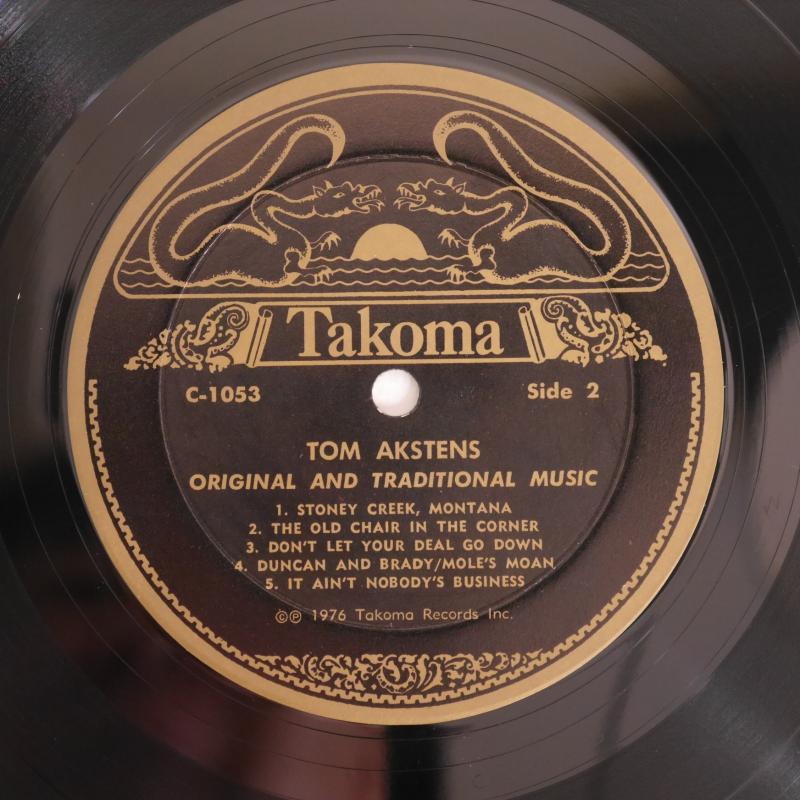 Takoma
C-1053
Side 2
TOM AKSTENS
ORIGINAL AND TRADITIONAL MUSIC
1. STONEY CREEK, MONTANA
2. THE OLD CHAIR IN THE CORNER
3. DON'T LET YOUR DEAL GO DOWN
4. DUNCAN AND BRADY/MOLE'S MOAN
5. IT AIN'T NOBODY'S BUSINESS
©℗ 1976 Takoma Records Inc.